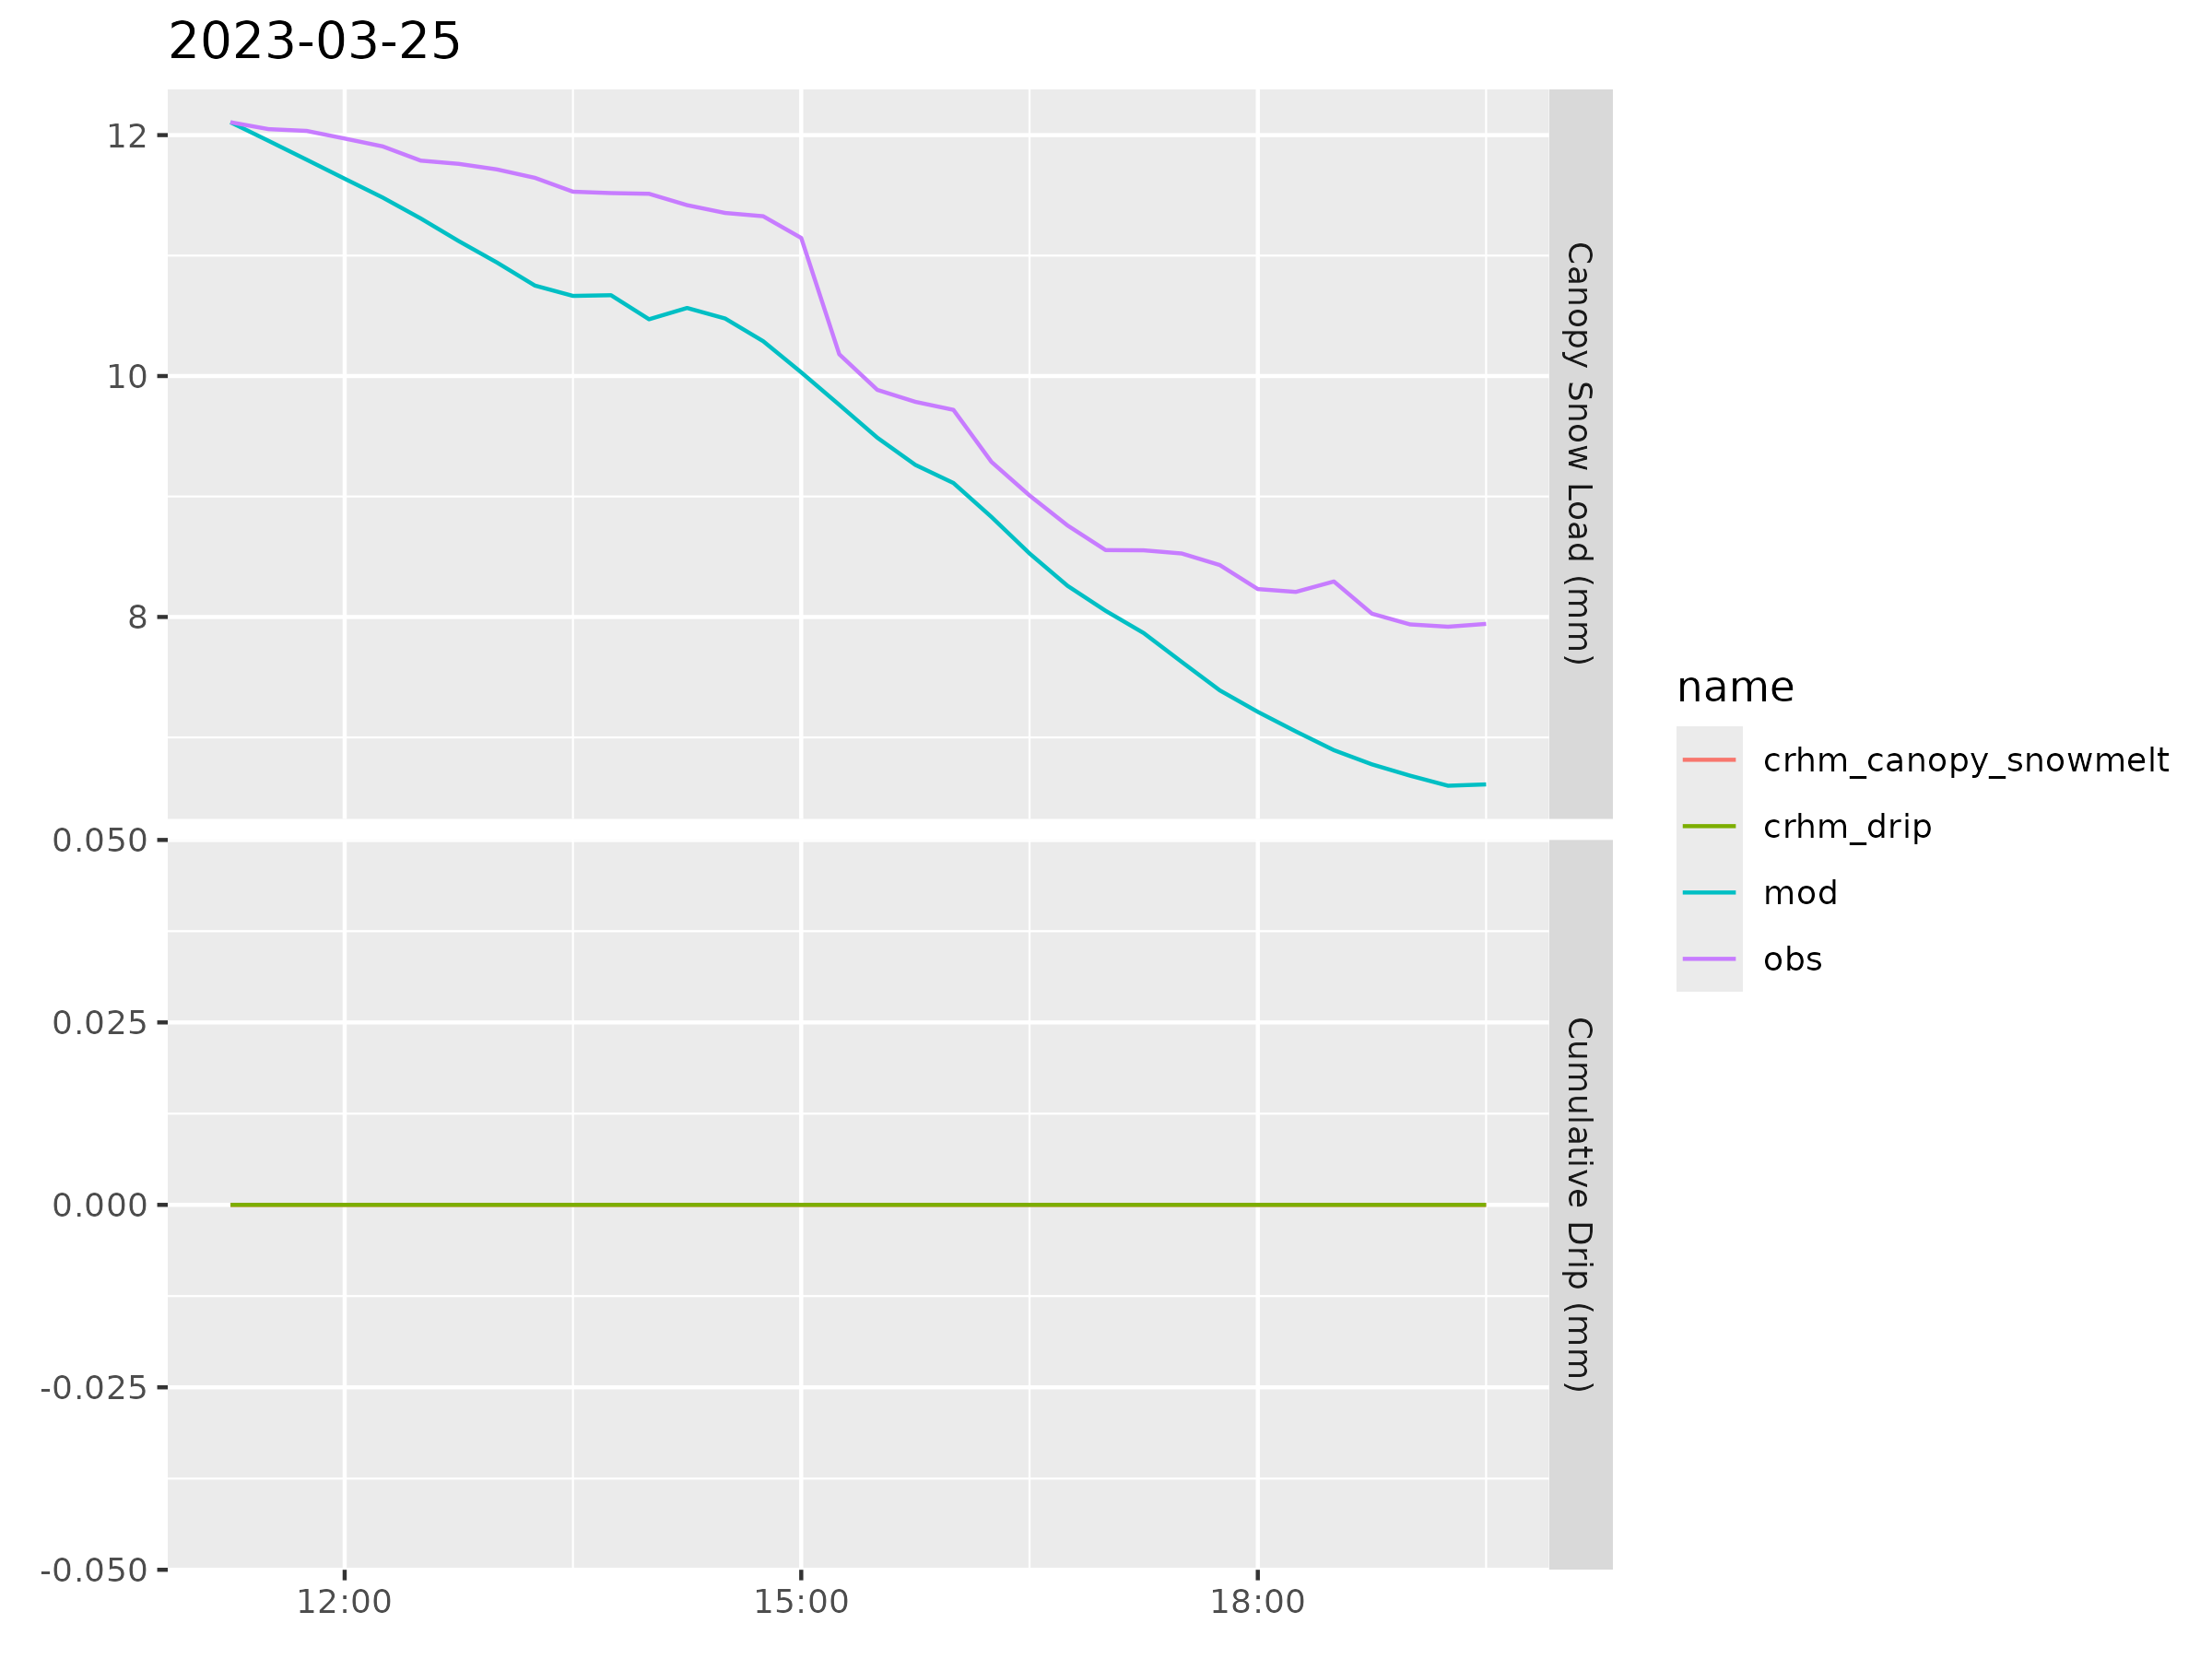 2023-03-25
12
10
8
Canopy Snow Load (mm)
0.050
0.025
0.000
-0.025
-0.050
Cumulative Drip (mm)
12:00
15:00
18:00
name
crhm_canopy_snowmelt
crhm_drip
mod
obs